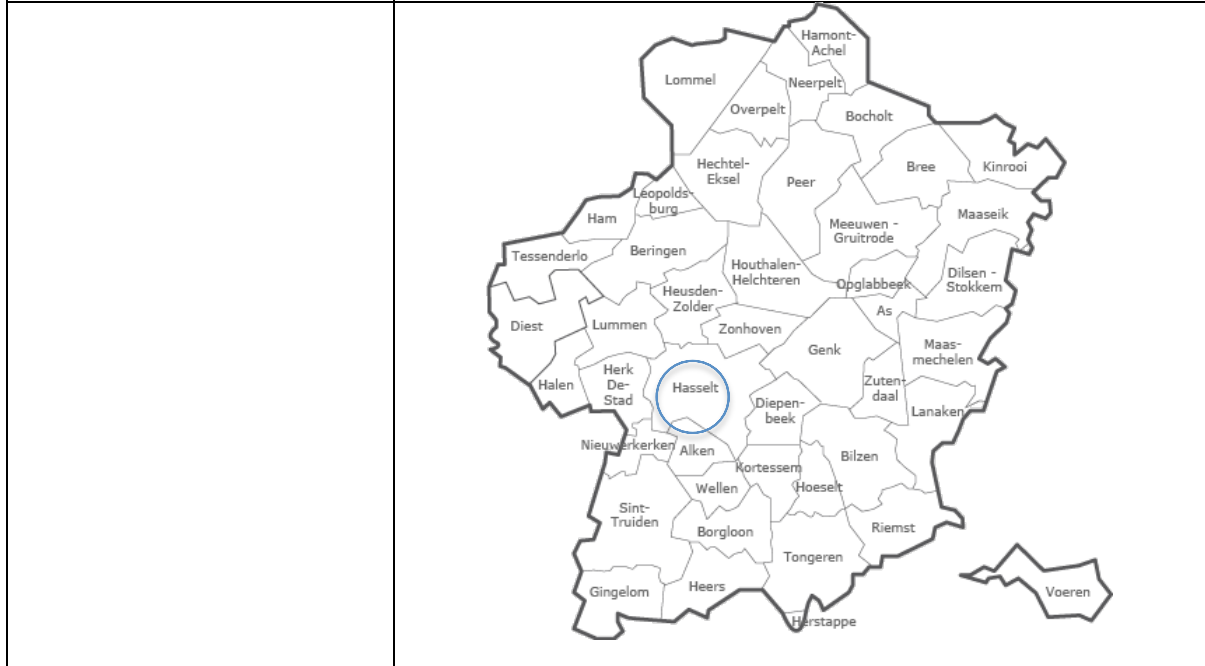 Hamont-
Achel
Lommel
Neerpelt
Overpelt
Bocholt
Hechtel-
Eksel
Peer
Bree
Kinrooi
Leopolds-
burg
Ham
Maaseik
Meeuwen -
Gruitrode
Tessenderlo
Beringen
Houthalen-
Helchteren
Opglabbeek
Dilsen -
Stokkem
Heusden-
Zolder
As
Diest
Lummen
Zonhoven
Genk
Maas-
mechelen
Halen
Herk
De-
Stad
Hasselt
Zuten-
daal
Diepen-
beek
Lanaken
Nieuwerkerken
Alken
Bilzen
Kortessem
Wellen
Hoeselt
Sint-
Truiden
Borgloon
Riemst
Tongeren
Gingelom
Heers
Voeren
Herstappe